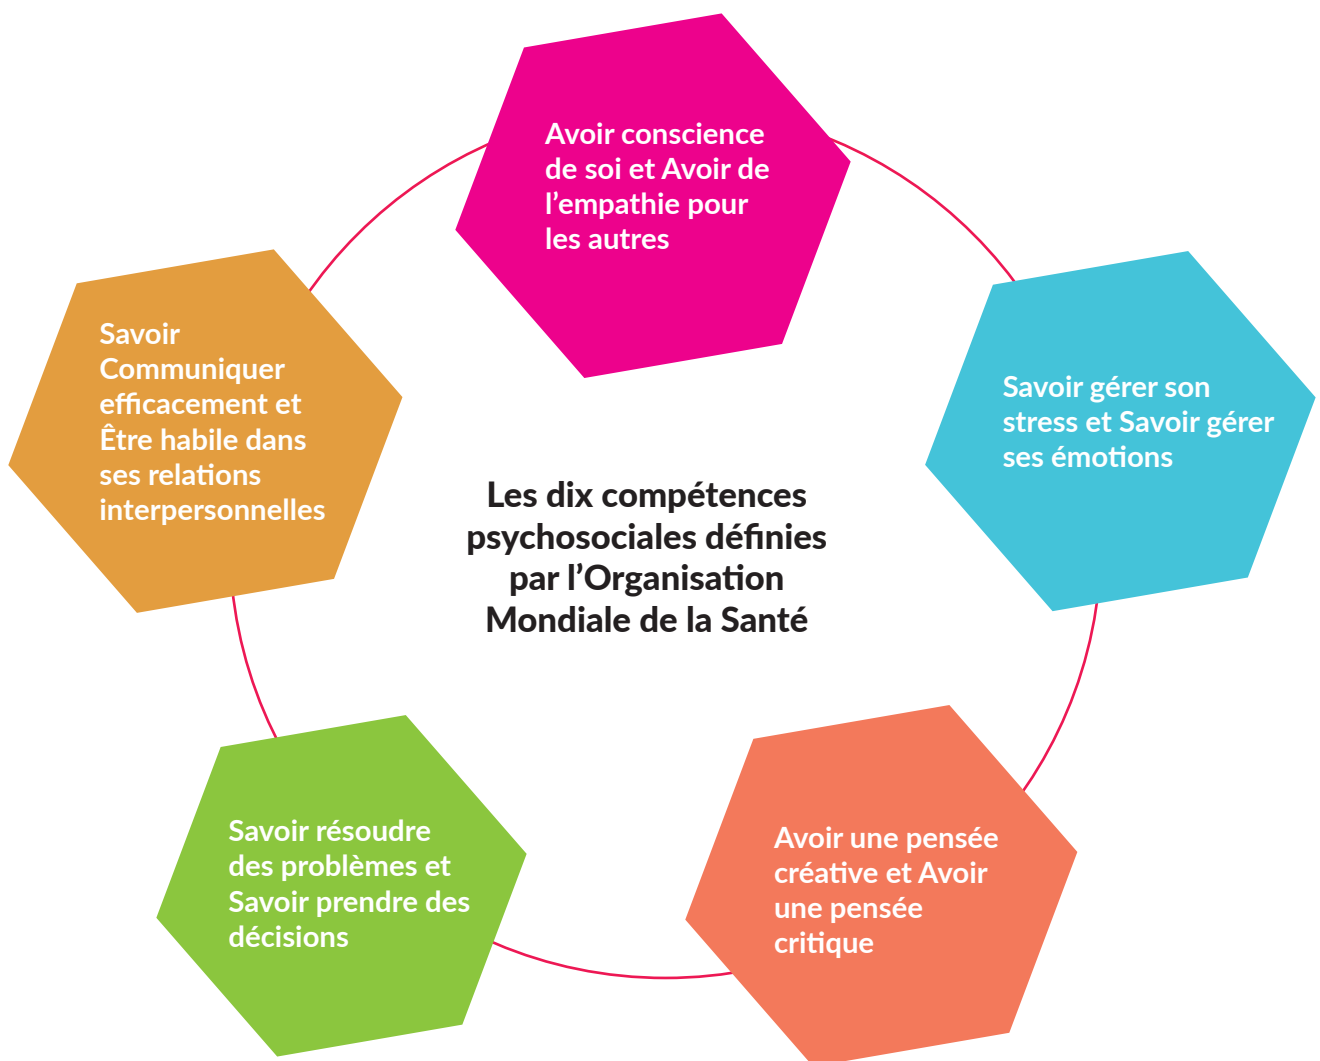 Avoir conscience
de soi et Avoir de
l’empathie pour
les autres
Savoir
Communiquer
efficacement et
Être habile dans
ses relations
interpersonnelles
Savoir gérer son
stress et Savoir gérer
ses émotions
Les dix compétences
psychosociales définies
par l’Organisation
Mondiale de la Santé
Savoir résoudre
des problèmes et
Savoir prendre des
décisions
Avoir une pensée
créative et Avoir
une pensée
critique